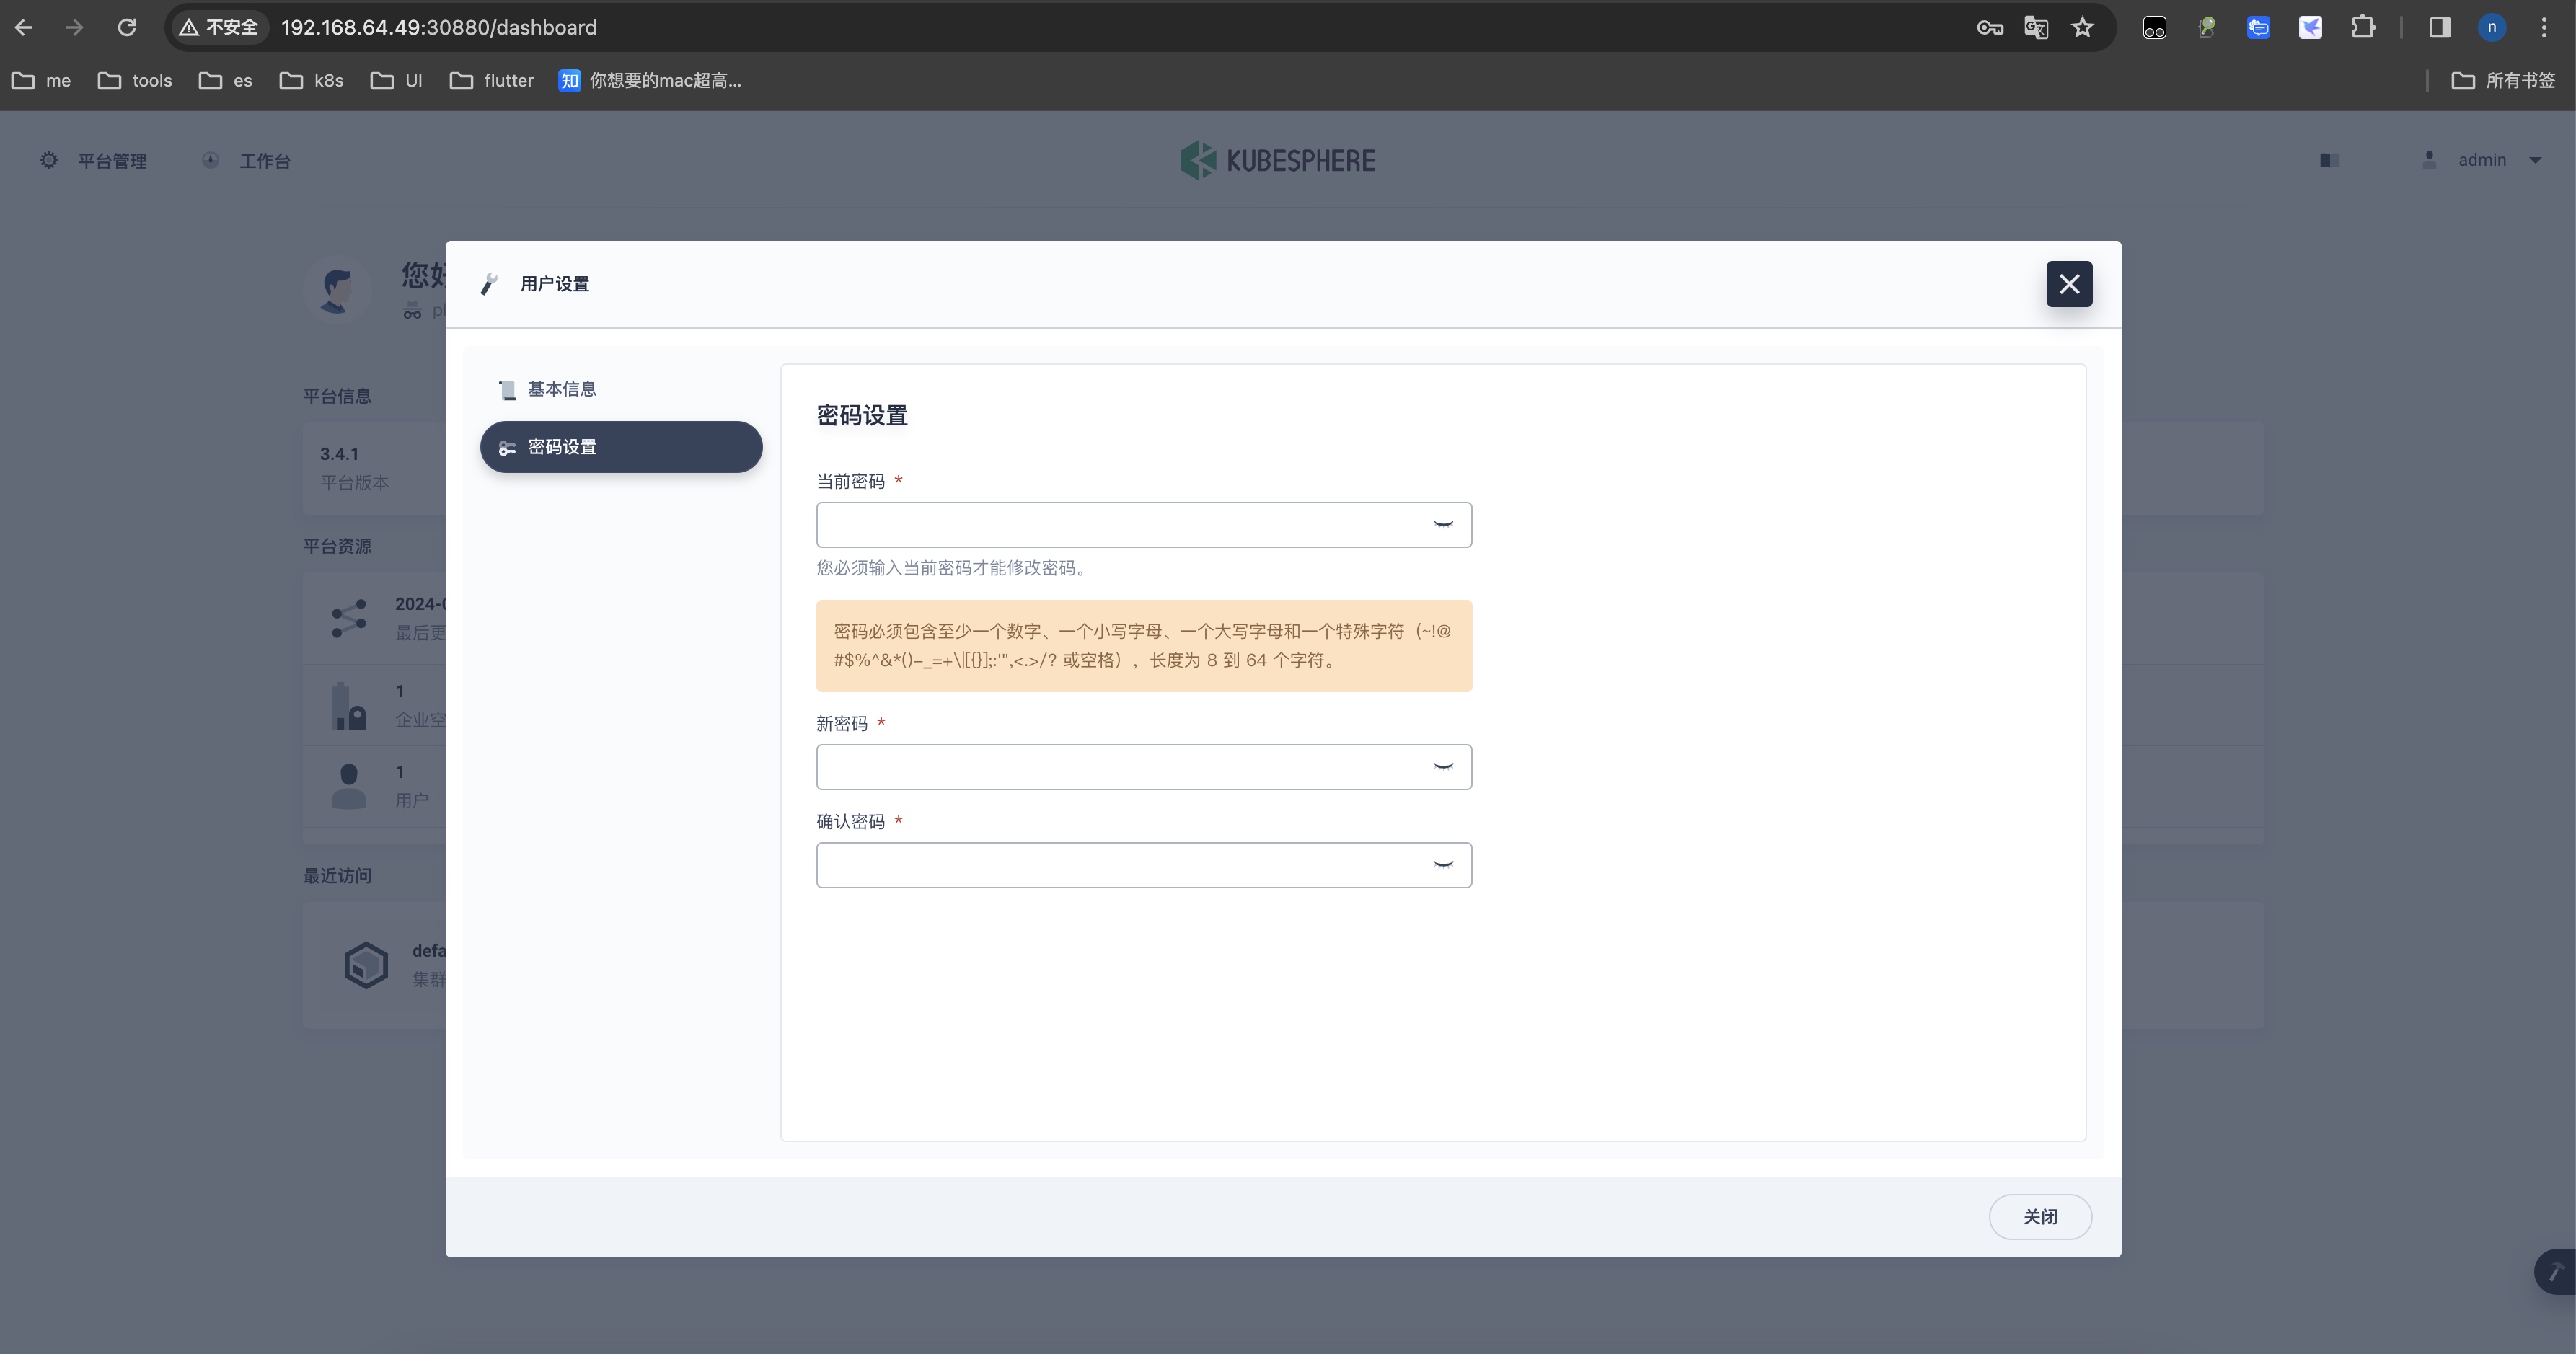 不安全 192.168.64.49:30880/dashboard n
me tools es k8s UI flutter 知 你想要的mac超高... 所有书签
平台管理 工作台 KUBESPHERE admin
用户设置
基本信息
密码设置
密码设置
当前密码 *
您必须输入当前密码才能修改密码。
密码必须包含至少一个数字、一个小写字母、一个大写字母和一个特殊字符（~!@
#$%^&*()-_=+\|[{}];:'",<.>/? 或空格），长度为 8 到 64 个字符。
新密码 *
确认密码 *
关闭
您好
平台信息
3.4.1
平台版本
平台资源
2024-0
最后更
1
企业空
1
用户
最近访问
defa
集群